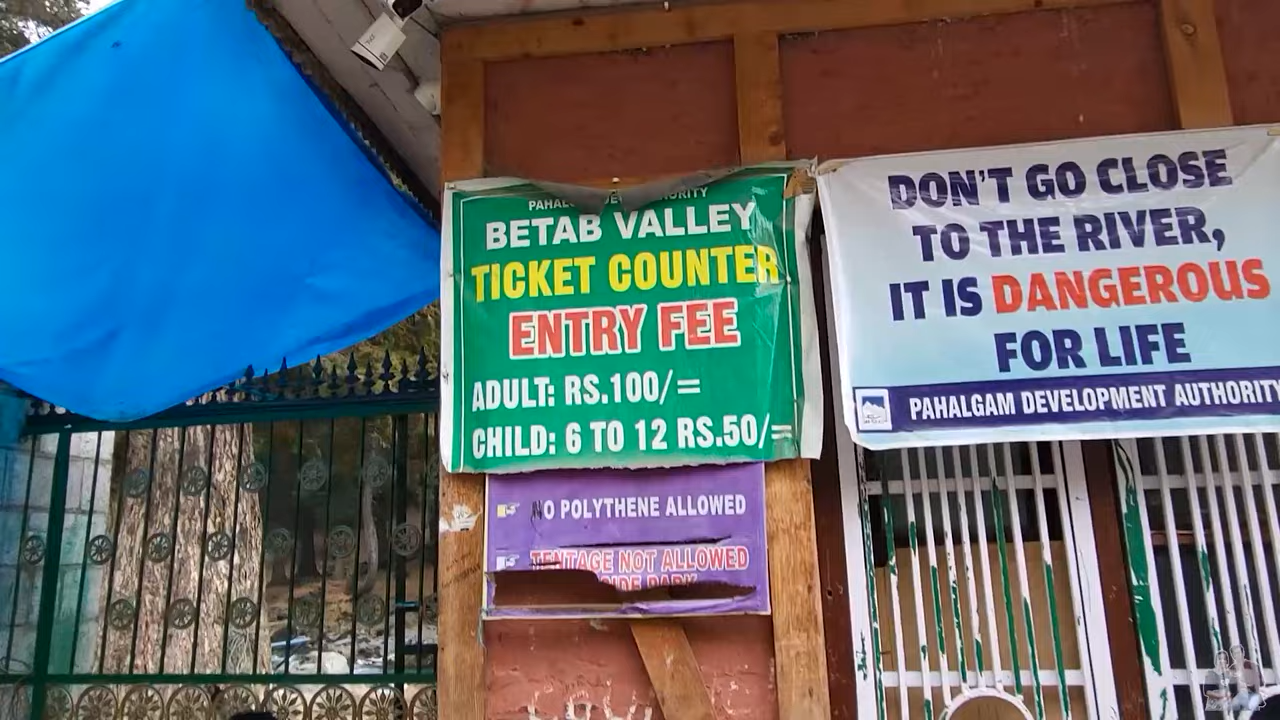 PAHALGAM DEVELOPMENT AUTHORITY
BETAB VALLEY
TICKET COUNTER
ENTRY FEE
ADULT: RS.100/=
CHILD: 6 TO 12 RS.50/=
NO POLYTHENE ALLOWED
TENTAGE NOT ALLOWED
DON'T GO CLOSE
TO THE RIVER,
IT IS DANGEROUS
FOR LIFE
PAHALGAM DEVELOPMENT AUTHORITY